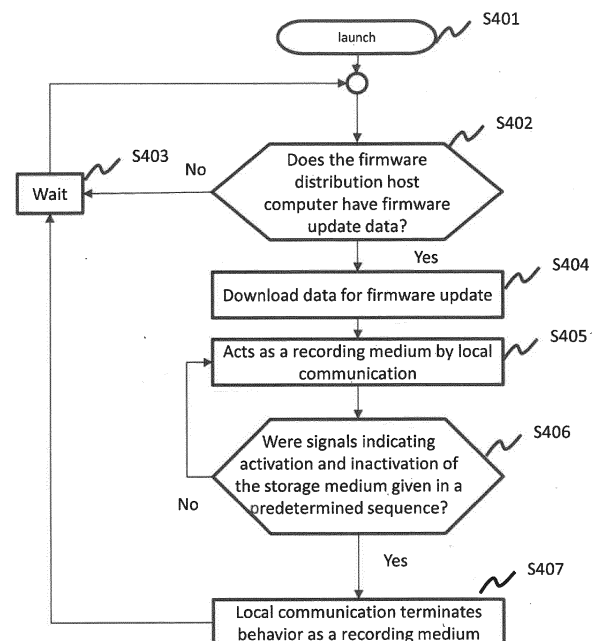 launch
S401
S402
Does the firmware
distribution host
computer have firmware
update data?
No
S403
Wait
Yes
S404
Download data for firmware update
S405
Acts as a recording medium by local
communication
S406
Were signals indicating
activation and inactivation of
the storage medium given in a
predetermined sequence?
No
Yes
S407
Local communication terminates
behavior as a recording medium